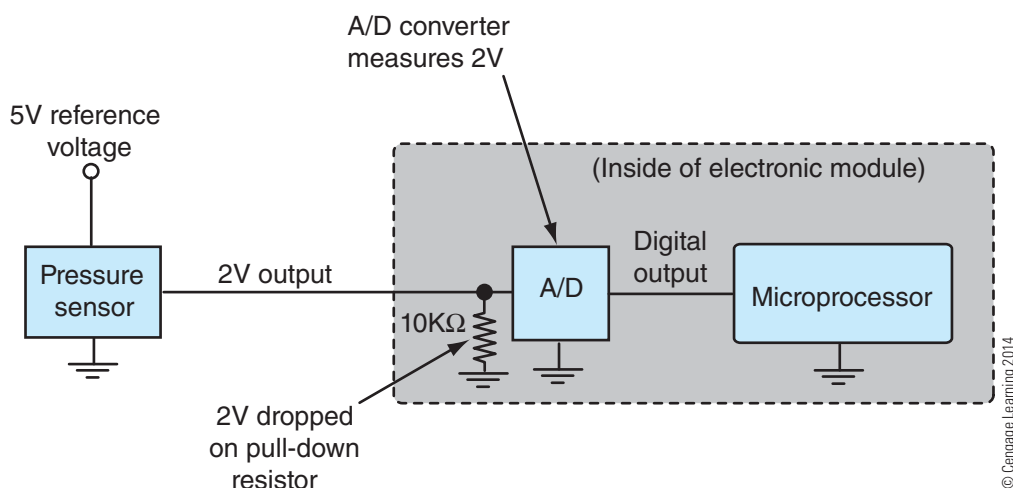 A/D converter
measures 2V
5V reference
voltage
(Inside of electronic module)
Pressure
sensor
2V output
10KΩ
A/D
Digital
output
Microprocessor
2V dropped
on pull-down
resistor
© Cengage Learning 2014